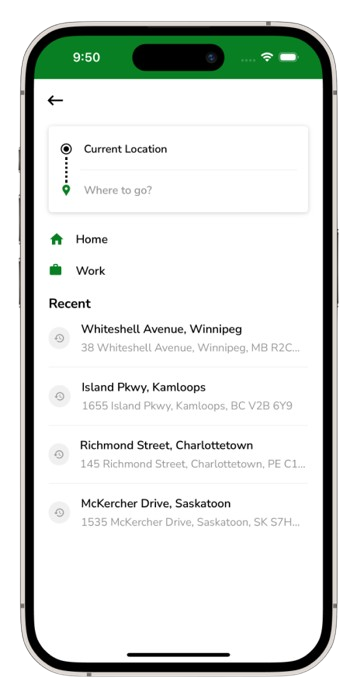 9:50
Current Location
Where to go?
Home
Work
Recent
Whiteshell Avenue, Winnipeg
38 Whiteshell Avenue, Winnipeg, MB R2C...
Island Pkwy, Kamloops
1655 Island Pkwy, Kamloops, BC V2B 6Y9
Richmond Street, Charlottetown
145 Richmond Street, Charlottetown, PE C1...
McKercher Drive, Saskatoon
1535 McKercher Drive, Saskatoon, SK S7H...